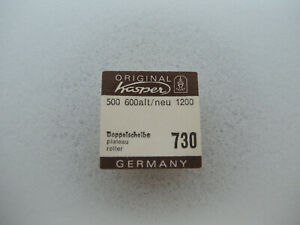 ORIGINAL
Kasper
500 600alt/neu 1200
Doppelscheibe
plateau
roller
730
GERMANY